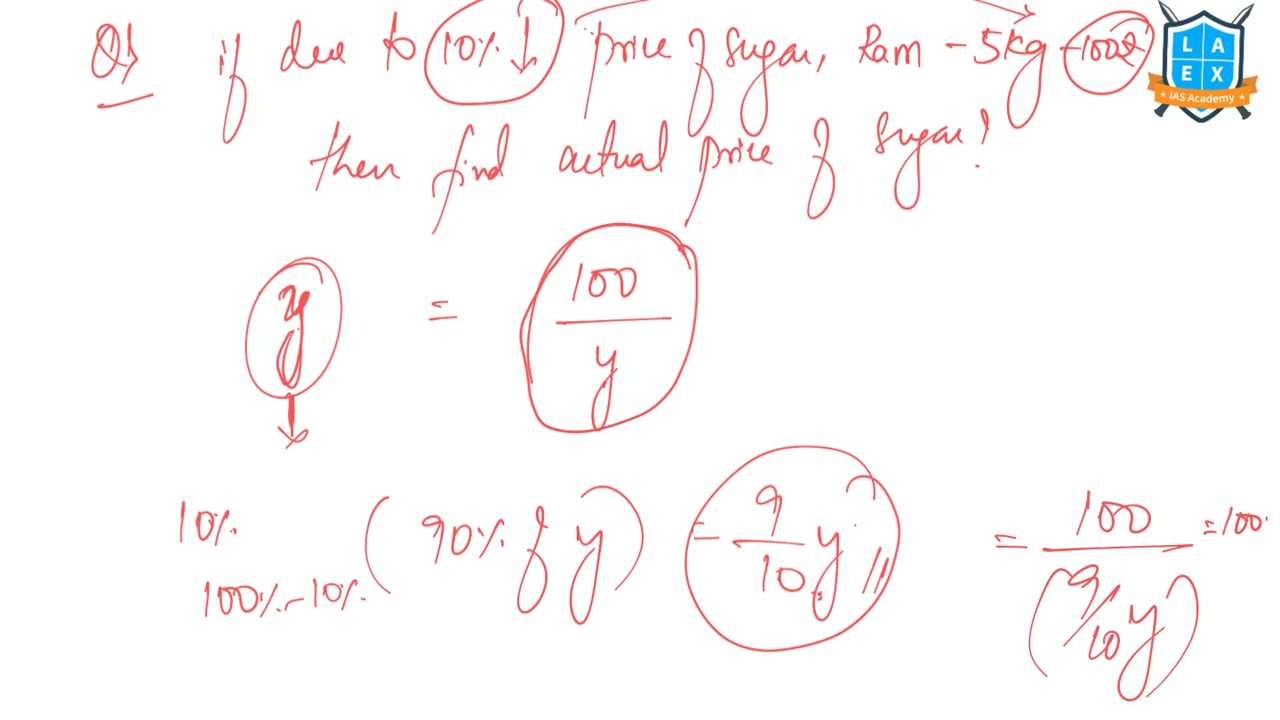 Q) if due to 10% ↓ price of sugar, Ram - 5kg - 100₹
then find actual price of sugar?
LAEX
IAS Academy
y = 100/y
10% (90% of y) = 9/10 y = 100/(9/10 y) = 100
100% - 10%